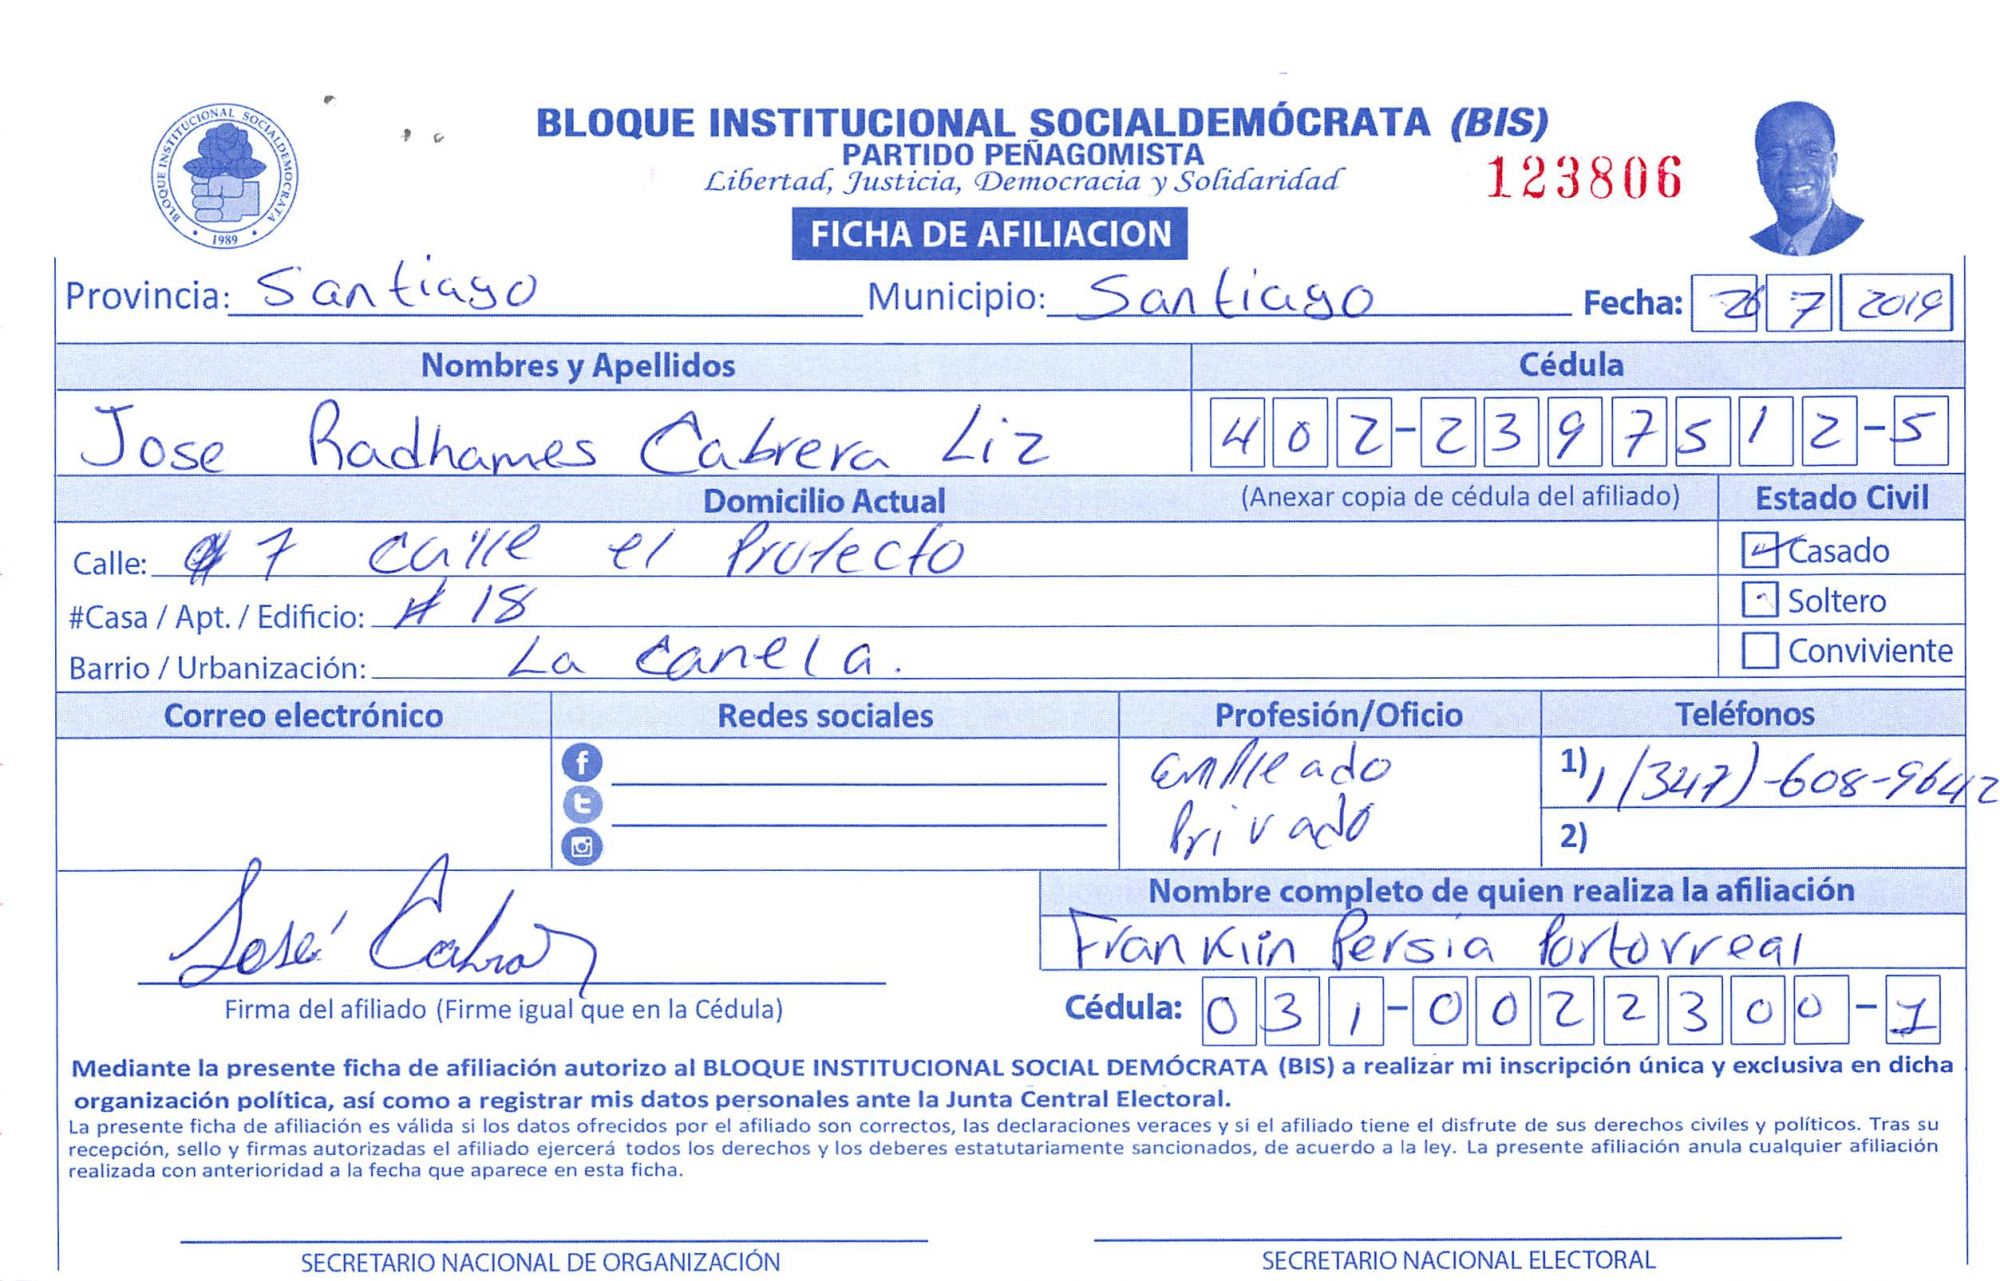 BLOQUE INSTITUCIONAL SOCIALDEMÓCRATA (BIS)
PARTIDO PEÑAGOMISTA
Libertad, Justicia, Democracia y Solidaridad
123806
BLOQUE INSTITUCIONAL SOCIALDEMOCRATA
1989
FICHA DE AFILIACION
Provincia: Santiago Municipio: Santiago Fecha: 26 7 2019
Nombres y Apellidos Cédula
Jose Radhames Cabrera Liz 402-2397512-5
Domicilio Actual (Anexar copia de cédula del afiliado) Estado Civil
Calle: # 7 calle el Protecto Casado
#Casa / Apt. / Edificio: # 18 Soltero
Barrio / Urbanización: La Canela. Conviviente
Correo electrónico Redes sociales Profesión/Oficio Teléfonos
empleado 1) 1(347)-608-9642
Privado 2)
Nombre completo de quien realiza la afiliación
José Cabrera Franklin Persia Portorreal
Firma del afiliado (Firme igual que en la Cédula) Cédula: 031-0022300-1
Mediante la presente ficha de afiliación autorizo al BLOQUE INSTITUCIONAL SOCIAL DEMÓCRATA (BIS) a realizar mi inscripción única y exclusiva en dicha
organización política, así como a registrar mis datos personales ante la Junta Central Electoral.
La presente ficha de afiliación es válida si los datos ofrecidos por el afiliado son correctos, las declaraciones veraces y si el afiliado tiene el disfrute de sus derechos civiles y políticos. Tras su
recepción, sello y firmas autorizadas el afiliado ejercerá todos los derechos y los deberes estatutariamente sancionados, de acuerdo a la ley. La presente afiliación anula cualquier afiliación
realizada con anterioridad a la fecha que aparece en esta ficha.
SECRETARIO NACIONAL DE ORGANIZACIÓN SECRETARIO NACIONAL ELECTORAL